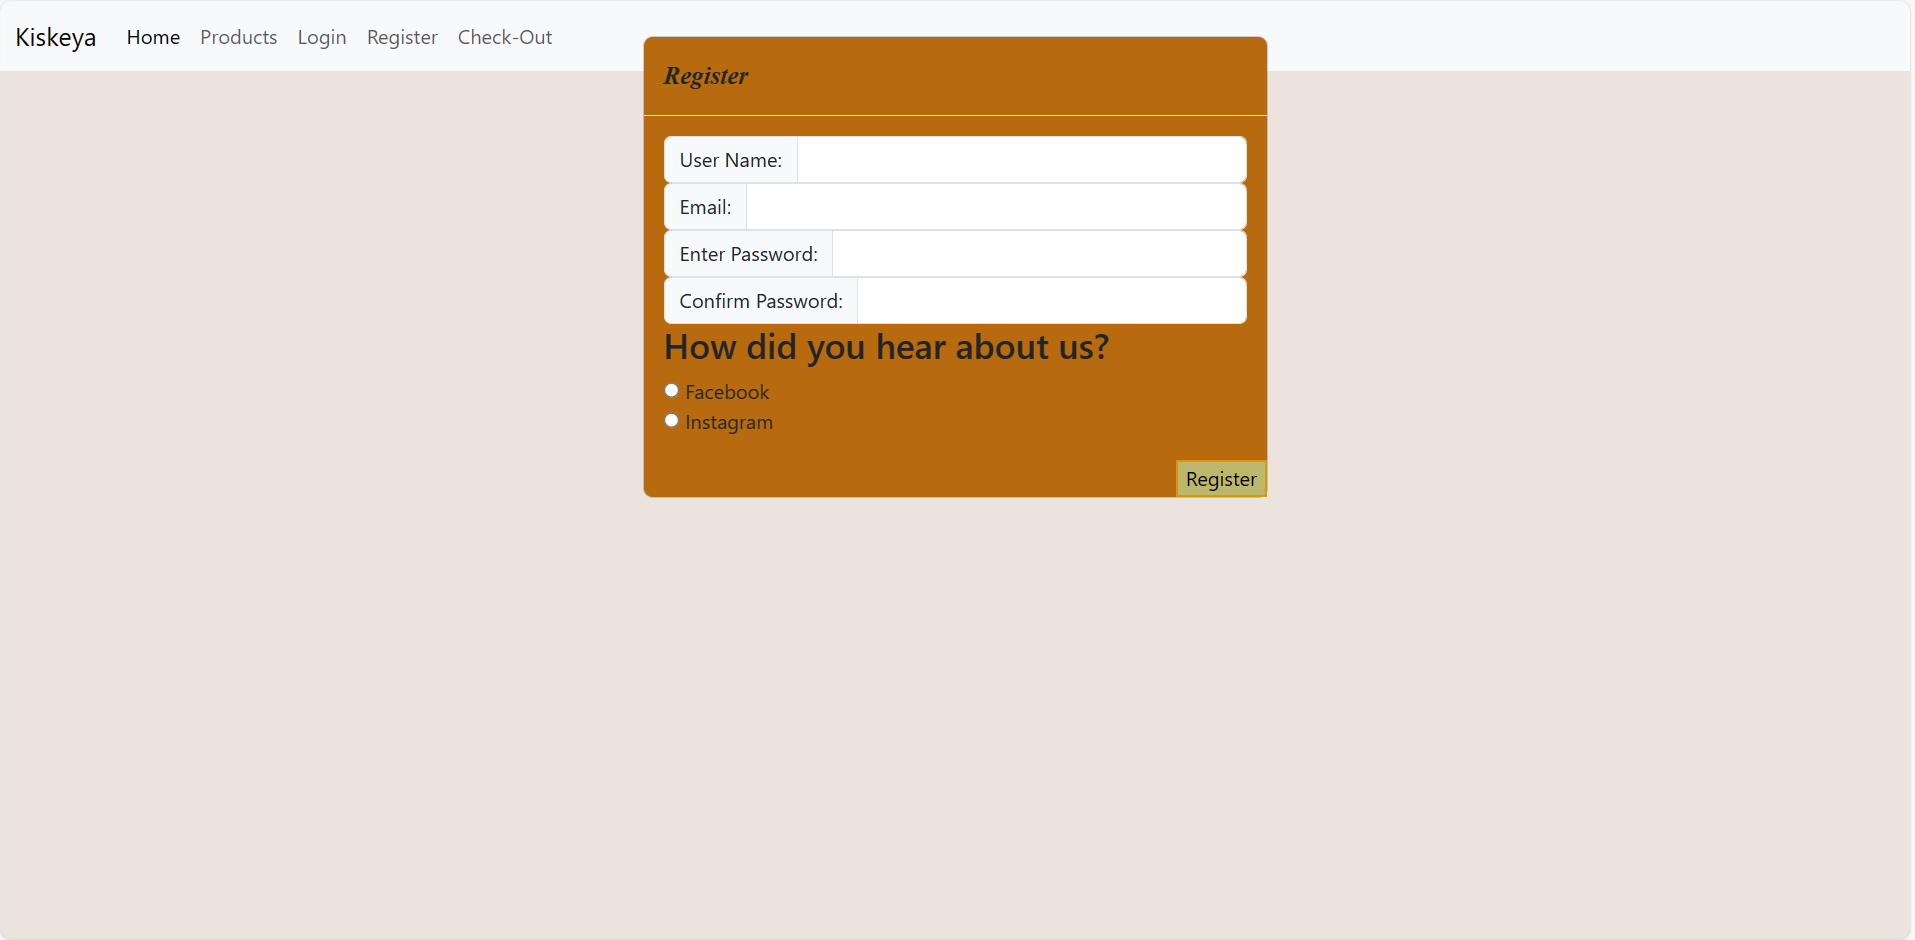 Kiskeya Home Products Login Register Check-Out
Register
User Name:
Email:
Enter Password:
Confirm Password:
How did you hear about us?
Facebook
Instagram
Register